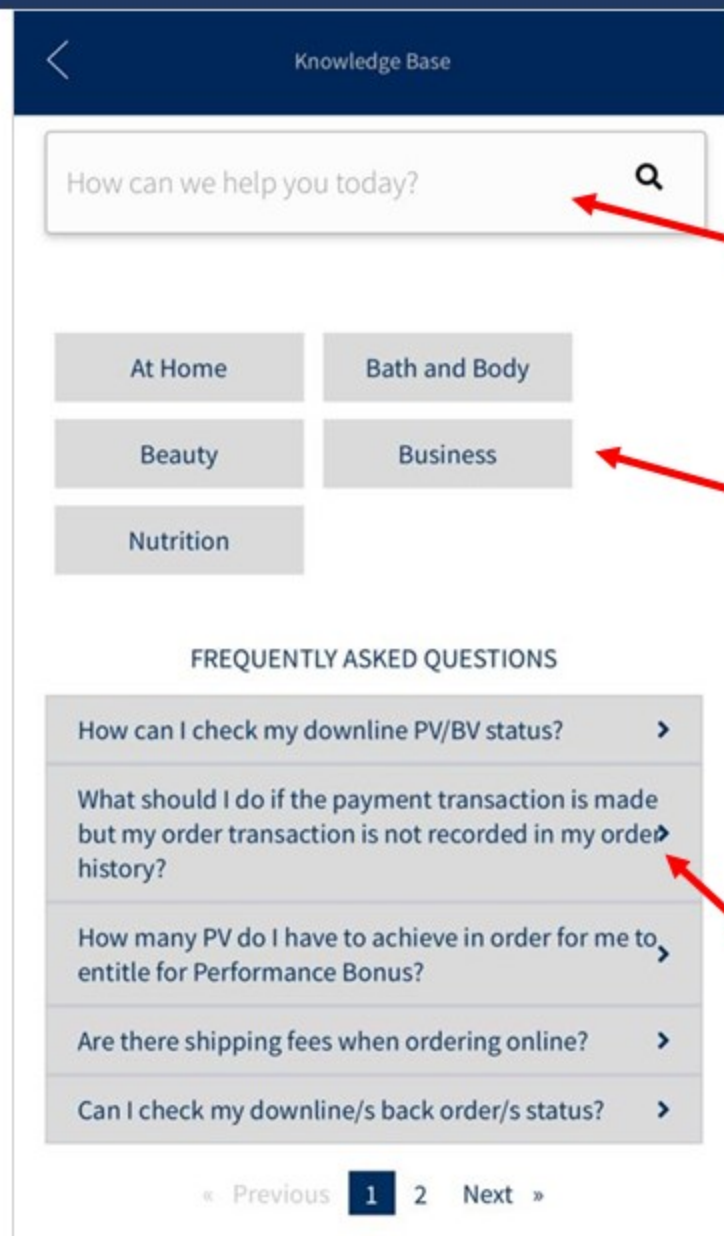 Knowledge Base
How can we help you today?
At Home
Bath and Body
Beauty
Business
Nutrition
FREQUENTLY ASKED QUESTIONS
How can I check my downline PV/BV status?
What should I do if the payment transaction is made
but my order transaction is not recorded in my order
history?
How many PV do I have to achieve in order for me to
entitle for Performance Bonus?
Are there shipping fees when ordering online?
Can I check my downline/s back order/s status?
« Previous 1 2 Next »